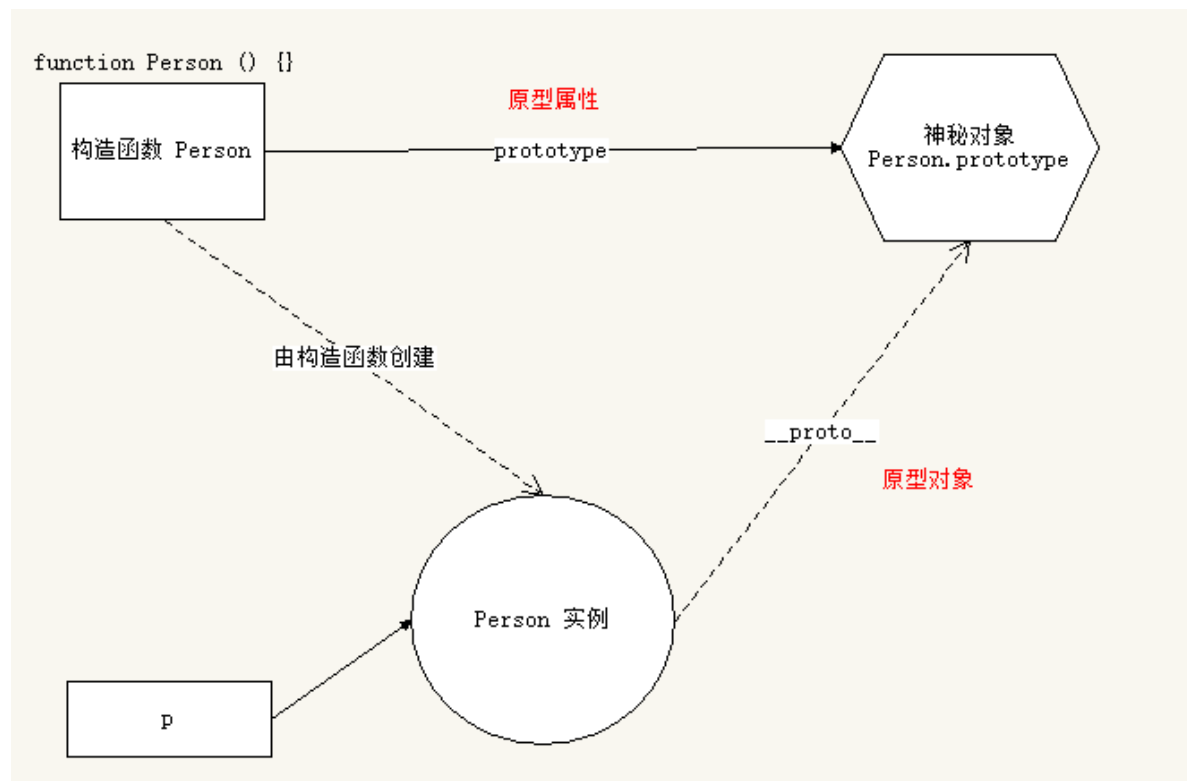 function Person () {}
原型属性
构造函数 Person
prototype
神秘对象
Person.prototype
由构造函数创建
__proto__
原型对象
Person 实例
p